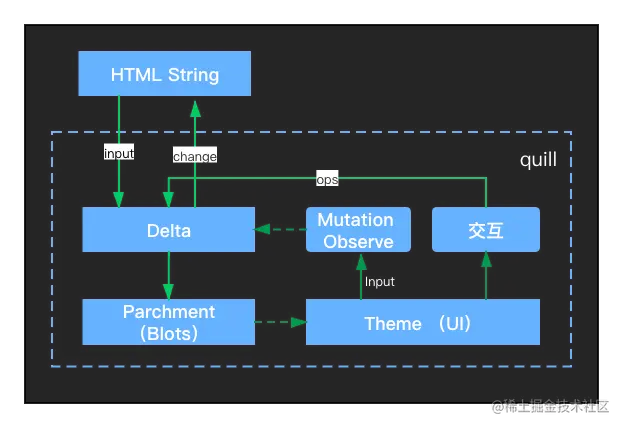 HTML String
input
change
quill
ops
Delta
Mutation
Observe
交互
Input
Parchment
（Blots）
Theme （UI）
@稀土掘金技术社区